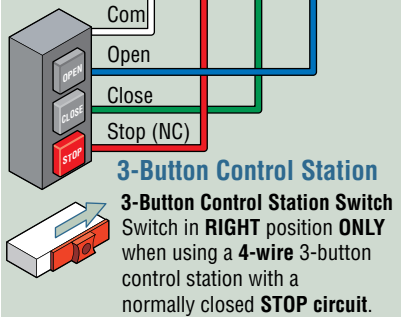 Com
Open
OPEN
Close
CLOSE
Stop (NC)
STOP
3-Button Control Station
3-Button Control Station Switch
Switch in RIGHT position ONLY
when using a 4-wire 3-button
control station with a
normally closed STOP circuit.